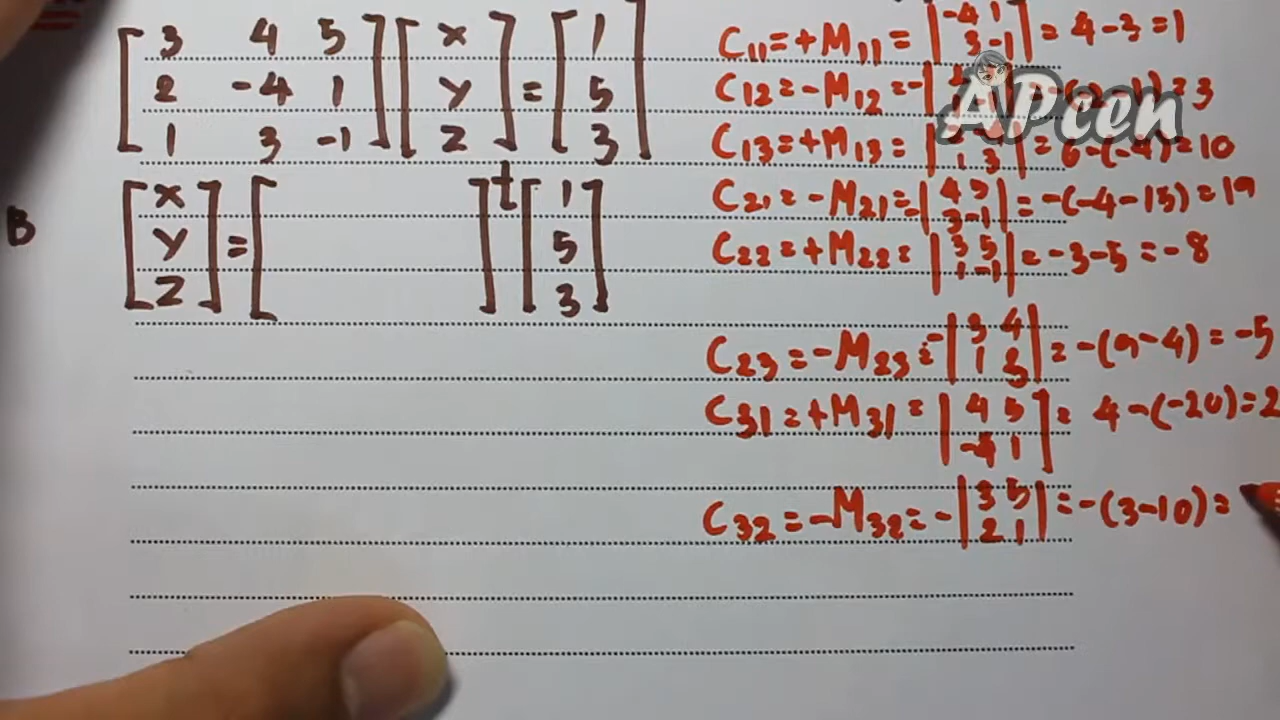 [3 4 5] [x] [1]
[2 -4 1] [y] = [5]
[1 3 -1] [z] [3]
B [x y z] = [ ]ᵗ [1 5 3]
C11 = +M11 = |-4 1 / 3 -1| = 4-3 = 1
C12 = -M12 = - = 3
C13 = +M13 = = 6-(-4) = 10
C21 = -M21 = -|4 5 / 3 -1| = -(-4-15) = 19
C22 = +M22 = |3 5 / 1 -1| = -3-5 = -8
C23 = -M23 = -|3 4 / 1 3| = -(9-4) = -5
C31 = +M31 = |4 5 / -4 1| = 4-(-20) = 2
C32 = -M32 = -|3 5 / 2 1| = -(3-10) =
APcen